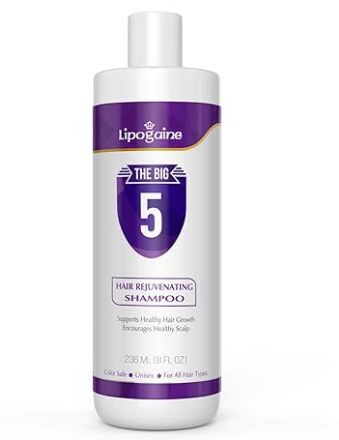 Lipogaine
THE BIG
5
HAIR REJUVENATING
SHAMPOO
Supports Healthy Hair Growth
Encourages Healthy Scalp
236 ML (8 FL OZ)
Color Safe • Unisex • For All Hair Types